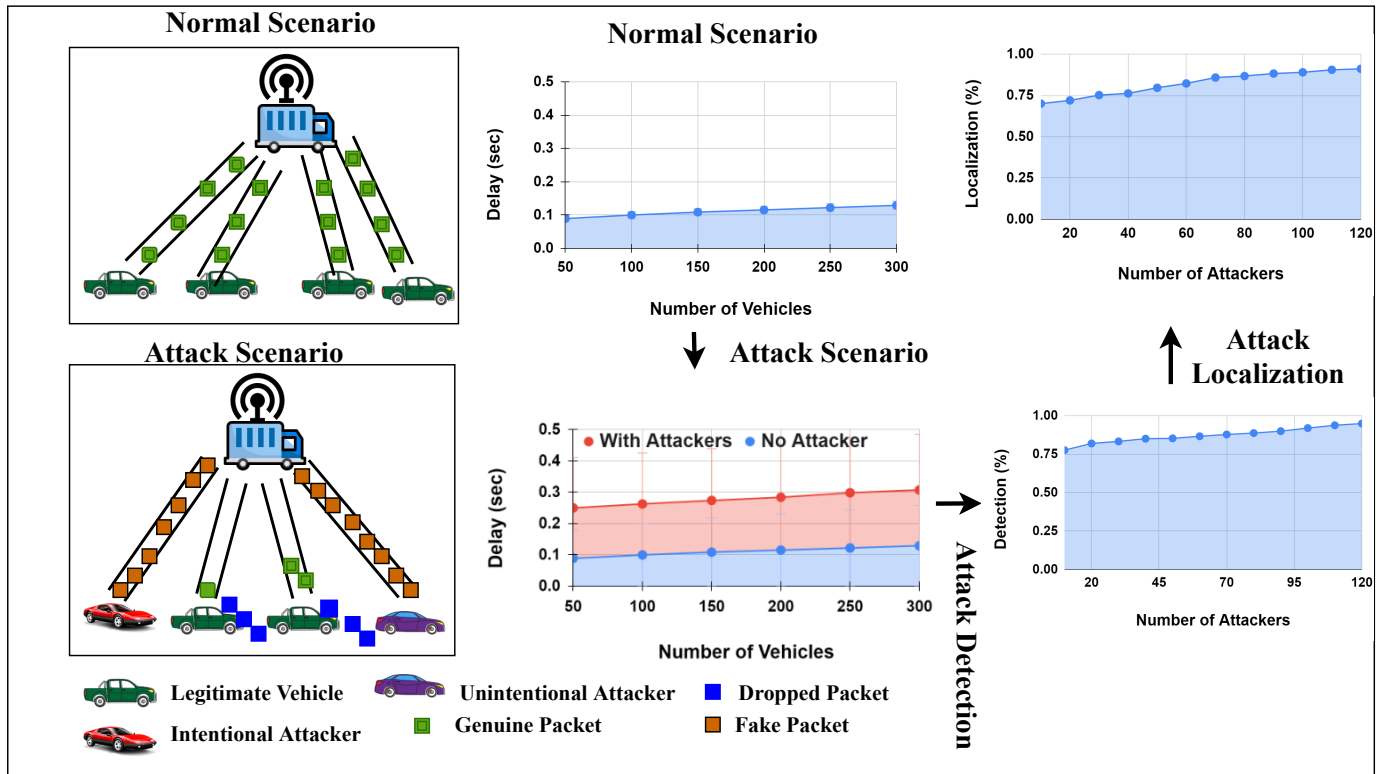 Normal Scenario
Attack Scenario
Legitimate Vehicle
Unintentional Attacker
Dropped Packet
Intentional Attacker
Genuine Packet
Fake Packet
Normal Scenario
0.5
0.4
0.3
0.2
0.1
0.0
Delay (sec)
50 100 150 200 250 300
Number of Vehicles
Attack Scenario
With Attackers No Attacker
0.5
0.4
0.3
0.2
0.1
0.0
Delay (sec)
50 100 150 200 250 300
Number of Vehicles
Attack Detection
1.00
0.75
0.50
0.25
0.00
Detection (%)
20 45 70 95 120
Number of Attackers
Attack
Localization
1.00
0.75
0.50
0.25
0.00
Localization (%)
20 40 60 80 100 120
Number of Attackers